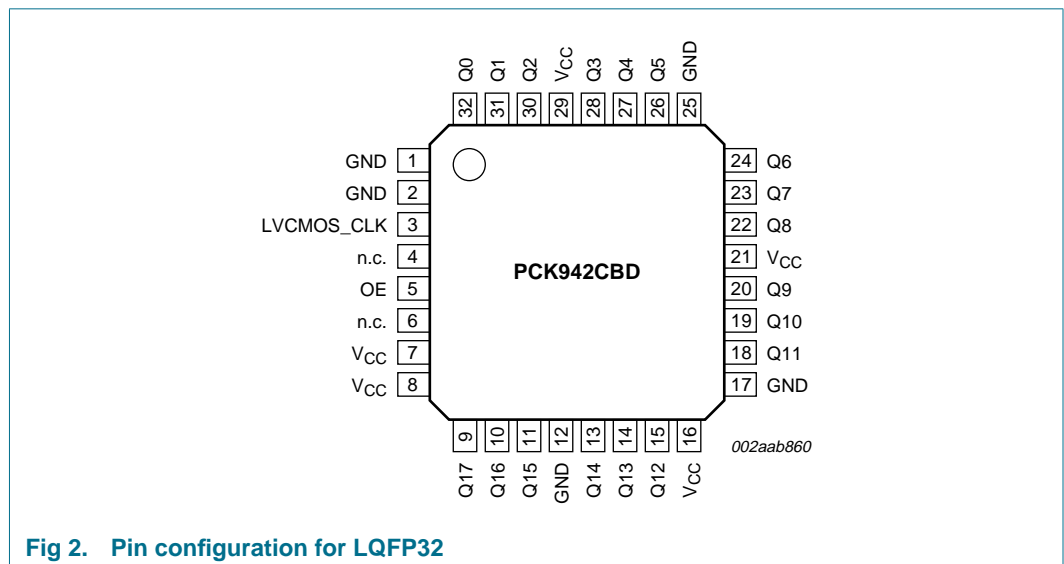 Q0
Q1
Q2
VCC
Q3
Q4
Q5
GND
32
31
30
29
28
27
26
25
GND 1
GND 2
LVCMOS_CLK 3
n.c. 4
OE 5
n.c. 6
VCC 7
VCC 8
PCK942CBD
24 Q6
23 Q7
22 Q8
21 VCC
20 Q9
19 Q10
18 Q11
17 GND
9
10
11
12
13
14
15
16
Q17
Q16
Q15
GND
Q14
Q13
Q12
VCC
002aab860
Fig 2. Pin configuration for LQFP32